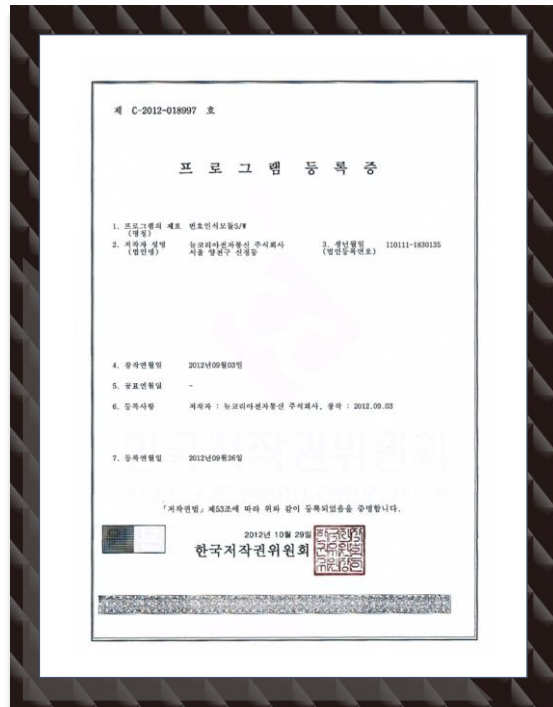 제 C-2012-018997 호
프 로 그 램 등 록 증
1. 프로그램의 제호 번호인식모듈S/W
(명칭)
2. 저작자 성명 뉴코리아전자통신 주식회사 3. 생년월일 110111-1830135
(법인명) 서울 양천구 신정동 (법인등록번호)
4. 창작연월일 2012년09월03일
5. 공표연월일 -
6. 등록사항 저작자 : 뉴코리아전자통신 주식회사, 창작 : 2012.09.03
7. 등록연월일 2012년09월26일
「저작권법」 제53조에 따라 위와 같이 등록되었음을 증명합니다.
2012년 10월 29일
한국저작권위원회